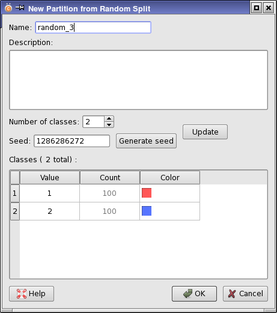 New Partition from Random Split
Name: random_3
Description:
Number of classes: 2
Update
Seed: 1286286272 Generate seed
Classes ( 2 total) :
Value Count Color
1 1 100
2 2 100
Help OK Cancel